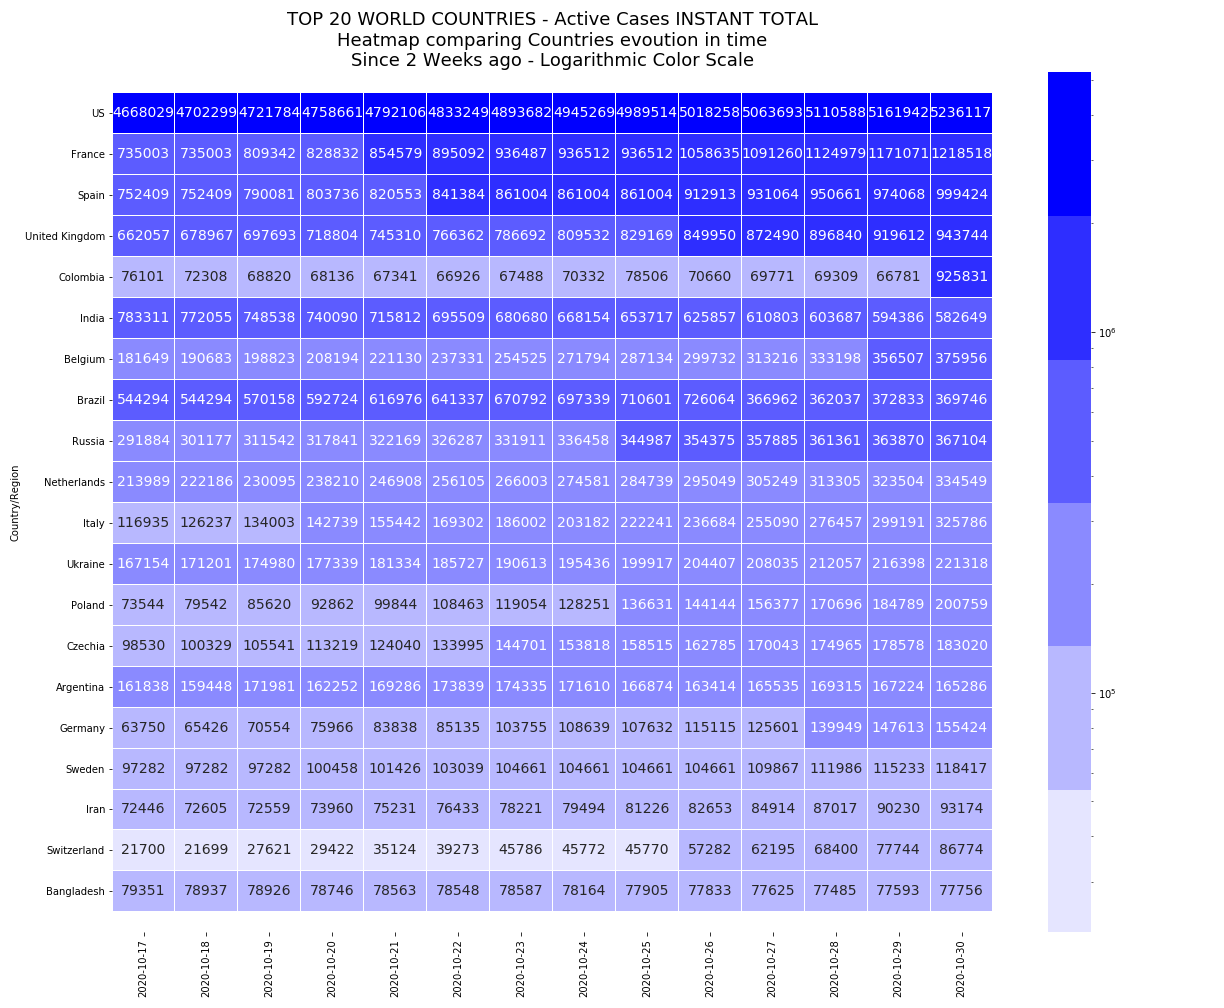 TOP 20 WORLD COUNTRIES - Active Cases INSTANT TOTAL
Heatmap comparing Countries evoution in time
Since 2 Weeks ago - Logarithmic Color Scale
Country/Region
US 4668029 4702299 4721784 4758661 4792106 4833249 4893682 4945269 4989514 5018258 5063693 5110588 5161942 5236117
France 735003 735003 809342 828832 854579 895092 936487 936512 936512 1058635 1091260 1124979 1171071 1218518
Spain 752409 752409 790081 803736 820553 841384 861004 861004 861004 912913 931064 950661 974068 999424
United Kingdom 662057 678967 697693 718804 745310 766362 786692 809532 829169 849950 872490 896840 919612 943744
Colombia 76101 72308 68820 68136 67341 66926 67488 70332 78506 70660 69771 69309 66781 925831
India 783311 772055 748538 740090 715812 695509 680680 668154 653717 625857 610803 603687 594386 582649
Belgium 181649 190683 198823 208194 221130 237331 254525 271794 287134 299732 313216 333198 356507 375956
Brazil 544294 544294 570158 592724 616976 641337 670792 697339 710601 726064 366962 362037 372833 369746
Russia 291884 301177 311542 317841 322169 326287 331911 336458 344987 354375 357885 361361 363870 367104
Netherlands 213989 222186 230095 238210 246908 256105 266003 274581 284739 295049 305249 313305 323504 334549
Italy 116935 126237 134003 142739 155442 169302 186002 203182 222241 236684 255090 276457 299191 325786
Ukraine 167154 171201 174980 177339 181334 185727 190613 195436 199917 204407 208035 212057 216398 221318
Poland 73544 79542 85620 92862 99844 108463 119054 128251 136631 144144 156377 170696 184789 200759
Czechia 98530 100329 105541 113219 124040 133995 144701 153818 158515 162785 170043 174965 178578 183020
Argentina 161838 159448 171981 162252 169286 173839 174335 171610 166874 163414 165535 169315 167224 165286
Germany 63750 65426 70554 75966 83838 85135 103755 108639 107632 115115 125601 139949 147613 155424
Sweden 97282 97282 97282 100458 101426 103039 104661 104661 104661 104661 109867 111986 115233 118417
Iran 72446 72605 72559 73960 75231 76433 78221 79494 81226 82653 84914 87017 90230 93174
Switzerland 21700 21699 27621 29422 35124 39273 45786 45772 45770 57282 62195 68400 77744 86774
Bangladesh 79351 78937 78926 78746 78563 78548 78587 78164 77905 77833 77625 77485 77593 77756
2020-10-17 2020-10-18 2020-10-19 2020-10-20 2020-10-21 2020-10-22 2020-10-23 2020-10-24 2020-10-25 2020-10-26 2020-10-27 2020-10-28 2020-10-29 2020-10-30
10⁶
10⁵